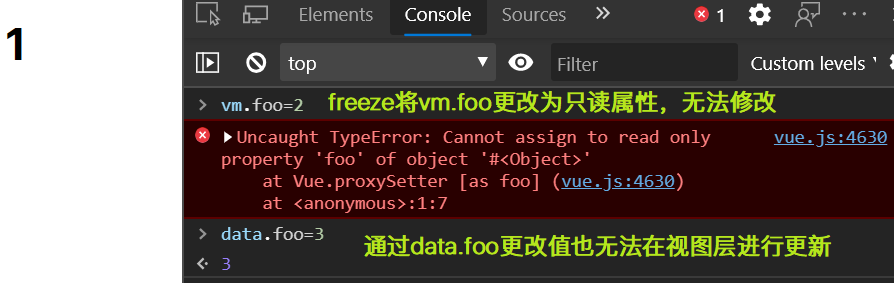 1
Elements Console Sources 1
top Filter Custom levels
vm.foo=2 freeze将vm.foo更改为只读属性，无法修改
Uncaught TypeError: Cannot assign to read only vue.js:4630
property 'foo' of object '#<Object>'
at Vue.proxySetter [as foo] (vue.js:4630)
at <anonymous>:1:7
data.foo=3 通过data.foo更改值也无法在视图层进行更新
3